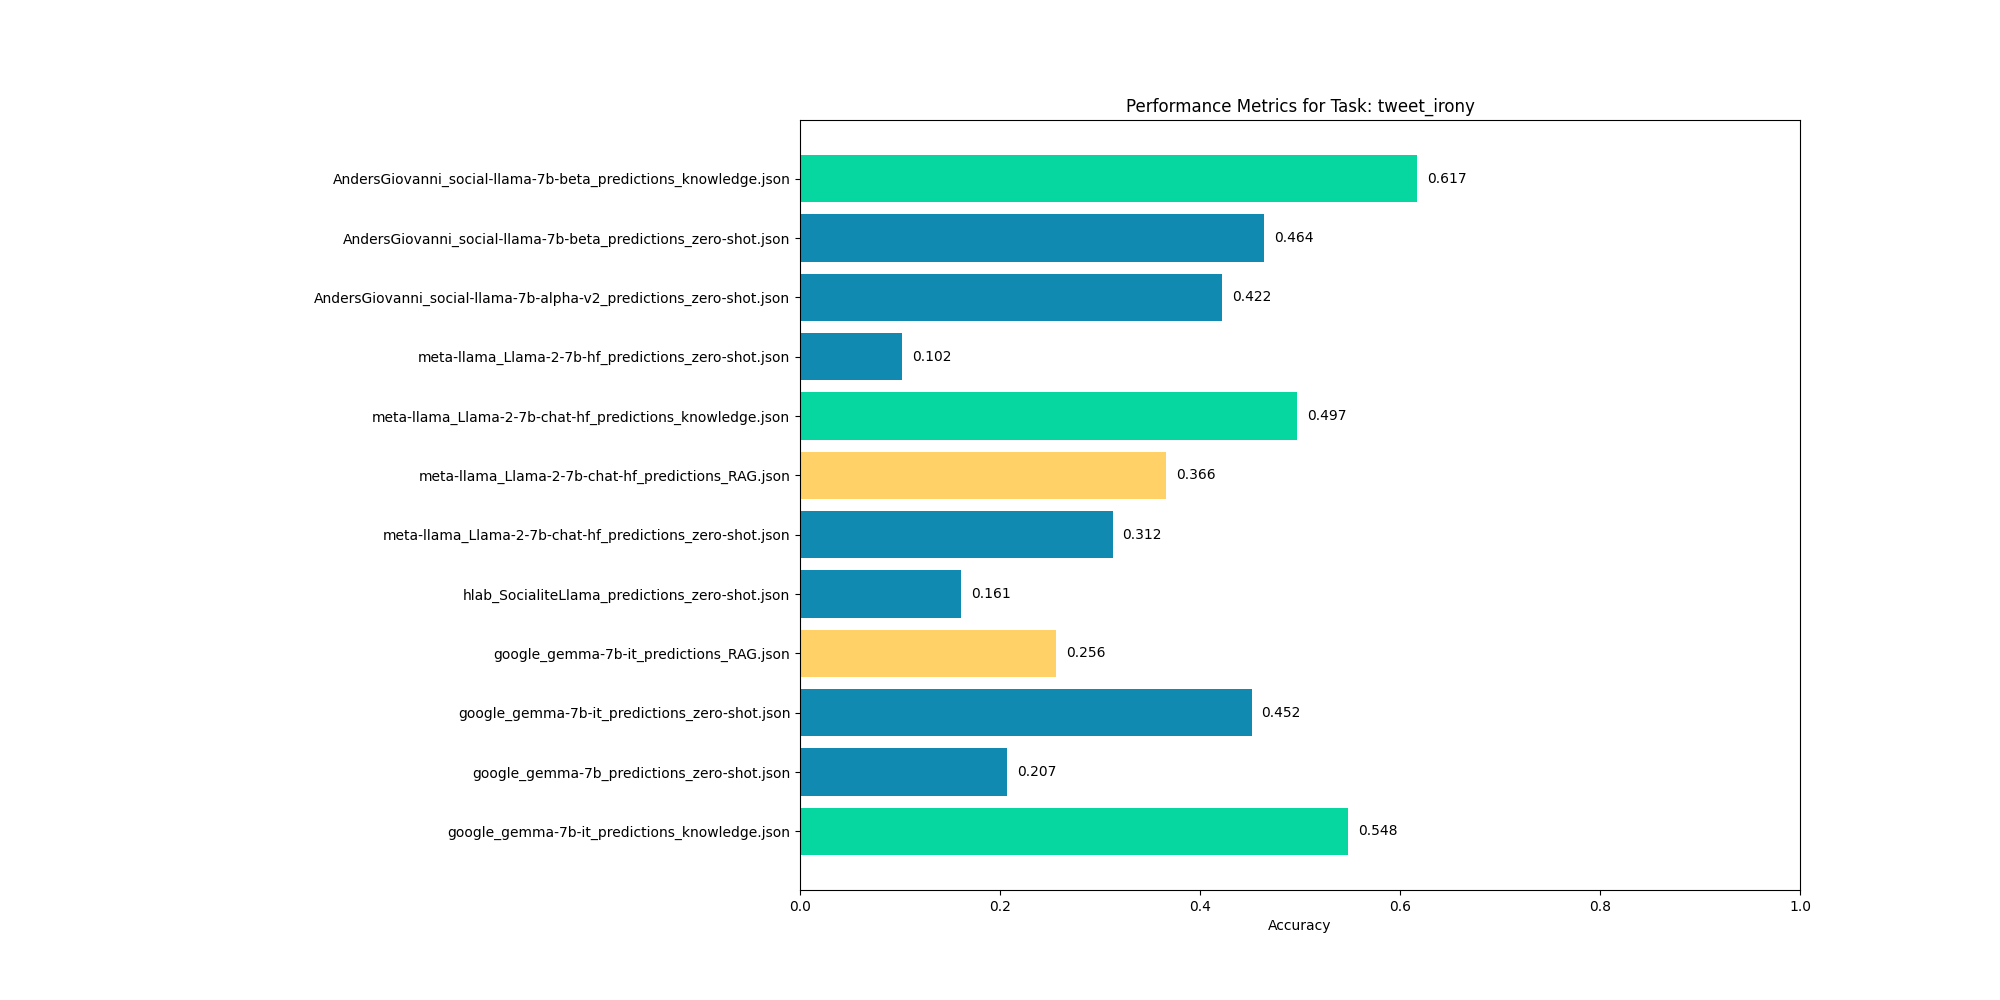 Performance Metrics for Task: tweet_irony
AndersGiovanni_social-llama-7b-beta_predictions_knowledge.json 0.617
AndersGiovanni_social-llama-7b-beta_predictions_zero-shot.json 0.464
AndersGiovanni_social-llama-7b-alpha-v2_predictions_zero-shot.json 0.422
meta-llama_Llama-2-7b-hf_predictions_zero-shot.json 0.102
meta-llama_Llama-2-7b-chat-hf_predictions_knowledge.json 0.497
meta-llama_Llama-2-7b-chat-hf_predictions_RAG.json 0.366
meta-llama_Llama-2-7b-chat-hf_predictions_zero-shot.json 0.312
hlab_SocialiteLlama_predictions_zero-shot.json 0.161
google_gemma-7b-it_predictions_RAG.json 0.256
google_gemma-7b-it_predictions_zero-shot.json 0.452
google_gemma-7b_predictions_zero-shot.json 0.207
google_gemma-7b-it_predictions_knowledge.json 0.548
0.0 0.2 0.4 0.6 0.8 1.0
Accuracy